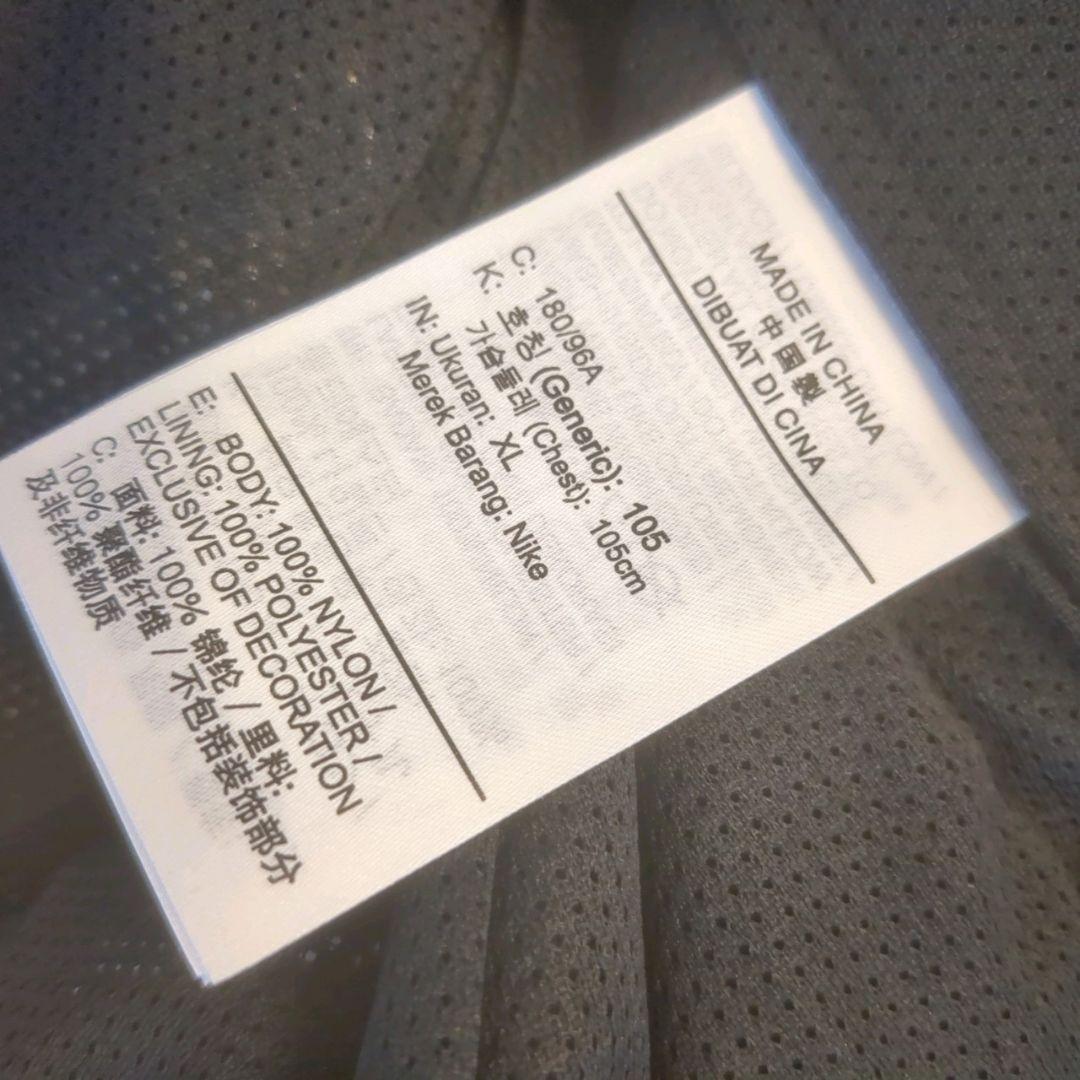 MADE IN CHINA
中国製
DIBUAT DI CINA
C: 180/96A
K: 호칭 (Generic): 105
가슴둘레 (Chest): 105cm
IN: Ukuran: XL
Merek Barang: Nike
E: BODY: 100% NYLON /
LINING: 100% POLYESTER /
EXCLUSIVE OF DECORATION
C: 面料: 100% 锦纶 / 里料:
100% 聚酯纤维 / 不包括装饰部分
及非纤维物质